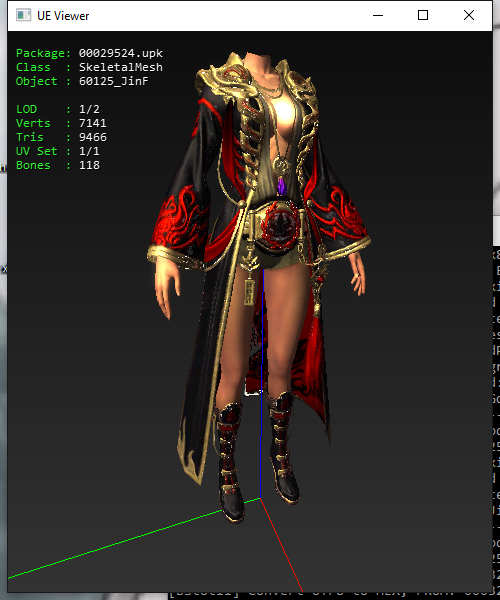 UE Viewer
Package: 00029524.upk
Class : SkeletalMesh
Object : 60125_JinF
LOD : 1/2
Verts : 7141
Tris : 9466
UV Set : 1/1
Bones : 118